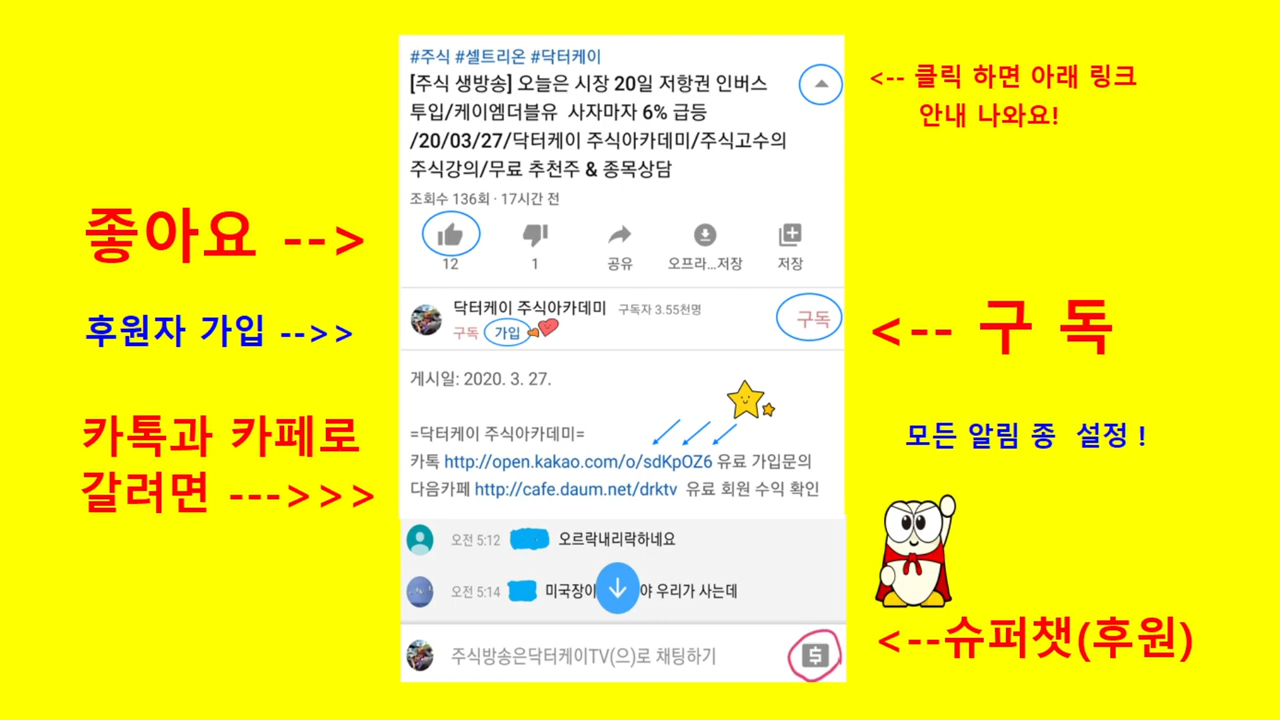 #주식 #셀트리온 #닥터케이
[주식 생방송] 오늘은 시장 20일 저항권 인버스
투입/케이엠더블유 사자마자 6% 급등
/20/03/27/닥터케이 주식아카데미/주식고수의
주식강의/무료 추천주 & 종목상담
조회수 136회 · 17시간 전
12
1
공유
오프라...저장
저장
<-- 클릭 하면 아래 링크
안내 나와요!
좋아요 -->
후원자 가입 -->>
카톡과 카페로
갈려면 --->>>
닥터케이 주식아카데미 구독자 3.55천명
구독 가입
구독
<-- 구 독
게시일: 2020. 3. 27.
모든 알림 종 설정 !
=닥터케이 주식아카데미=
카톡 http://open.kakao.com/o/sdKpOZ6 유료 가입문의
다음카페 http://cafe.daum.net/drktv 유료 회원 수익 확인
오전 5:12 오르락내리락하네요
오전 5:14 미국장이 야 우리가 사는데
주식방송은닥터케이TV(으)로 채팅하기
<--슈퍼챗(후원)